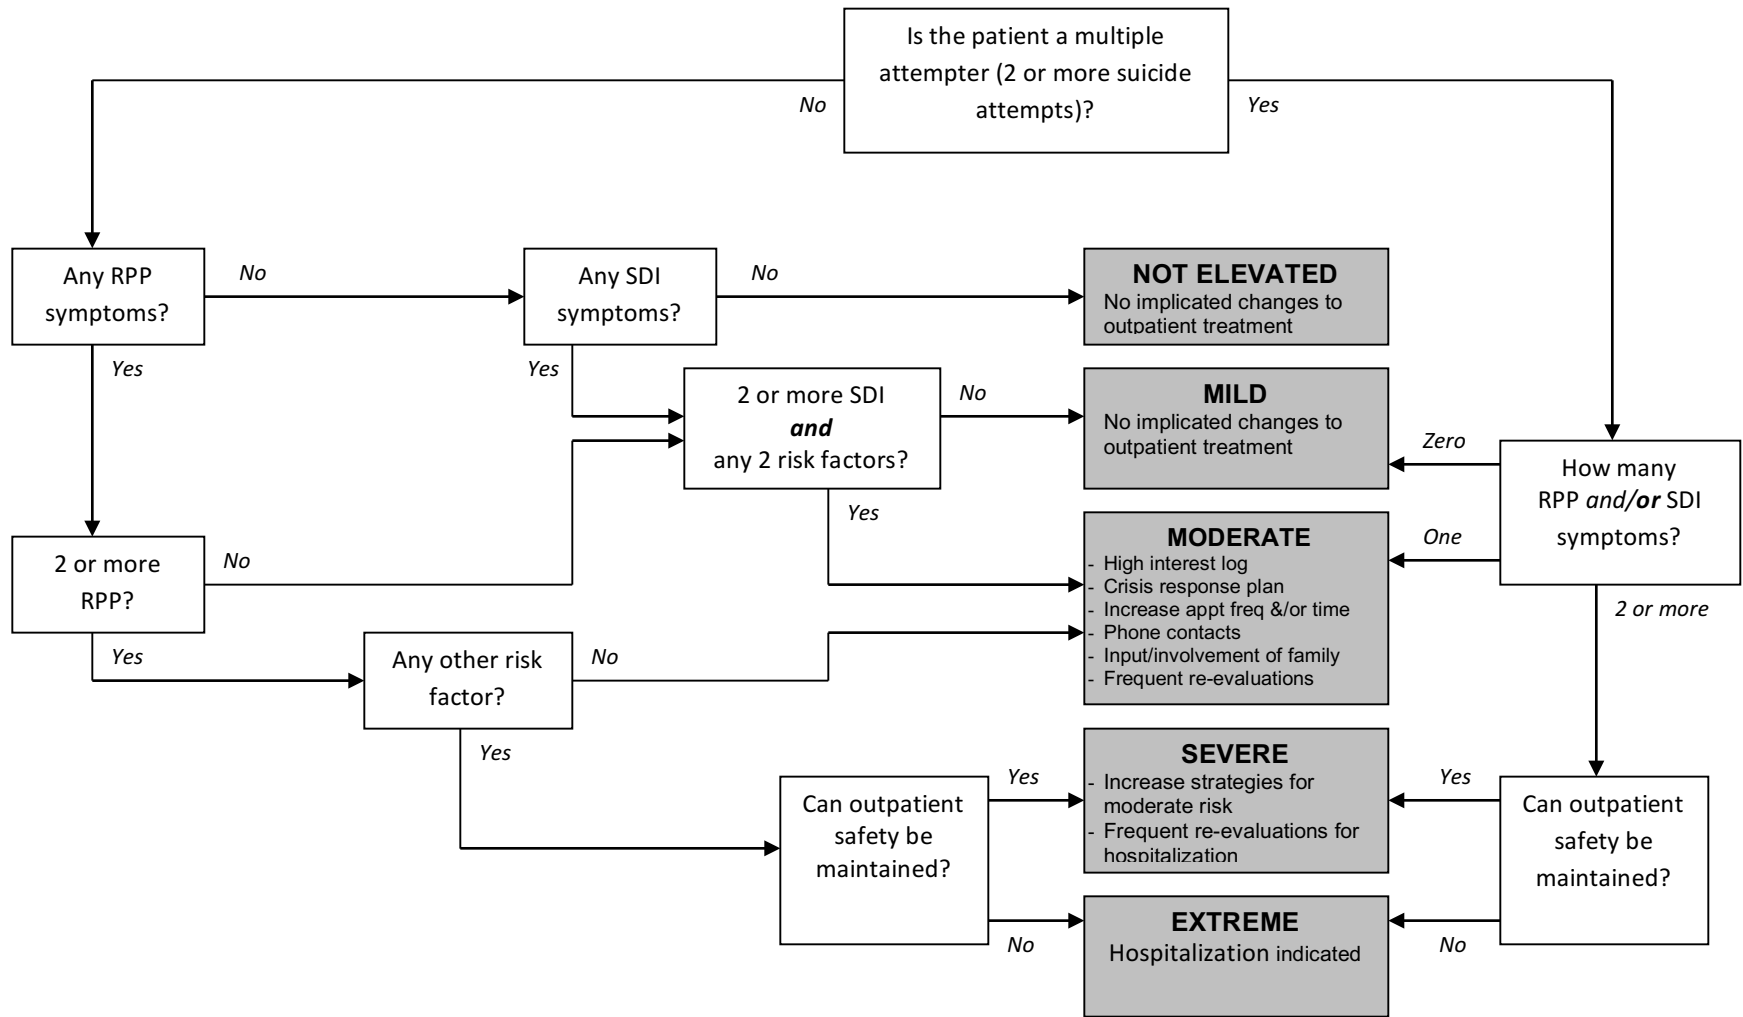 Is the patient a multiple
attempter (2 or more suicide
attempts)?
No
Yes
Any RPP
symptoms?
No
Yes
Any SDI
symptoms?
No
Yes
NOT ELEVATED
No implicated changes to
outpatient treatment
2 or more SDI
and
any 2 risk factors?
No
Yes
MILD
No implicated changes to
outpatient treatment
Zero
How many
RPP and/or SDI
symptoms?
One
2 or more
2 or more
RPP?
No
Yes
MODERATE
- High interest log
- Crisis response plan
- Increase appt freq &/or time
- Phone contacts
- Input/involvement of family
- Frequent re-evaluations
Any other risk
factor?
No
Yes
Can outpatient
safety be
maintained?
Yes
No
SEVERE
- Increase strategies for
moderate risk
- Frequent re-evaluations for
hospitalization
Yes
Can outpatient
safety be
maintained?
No
EXTREME
Hospitalization indicated